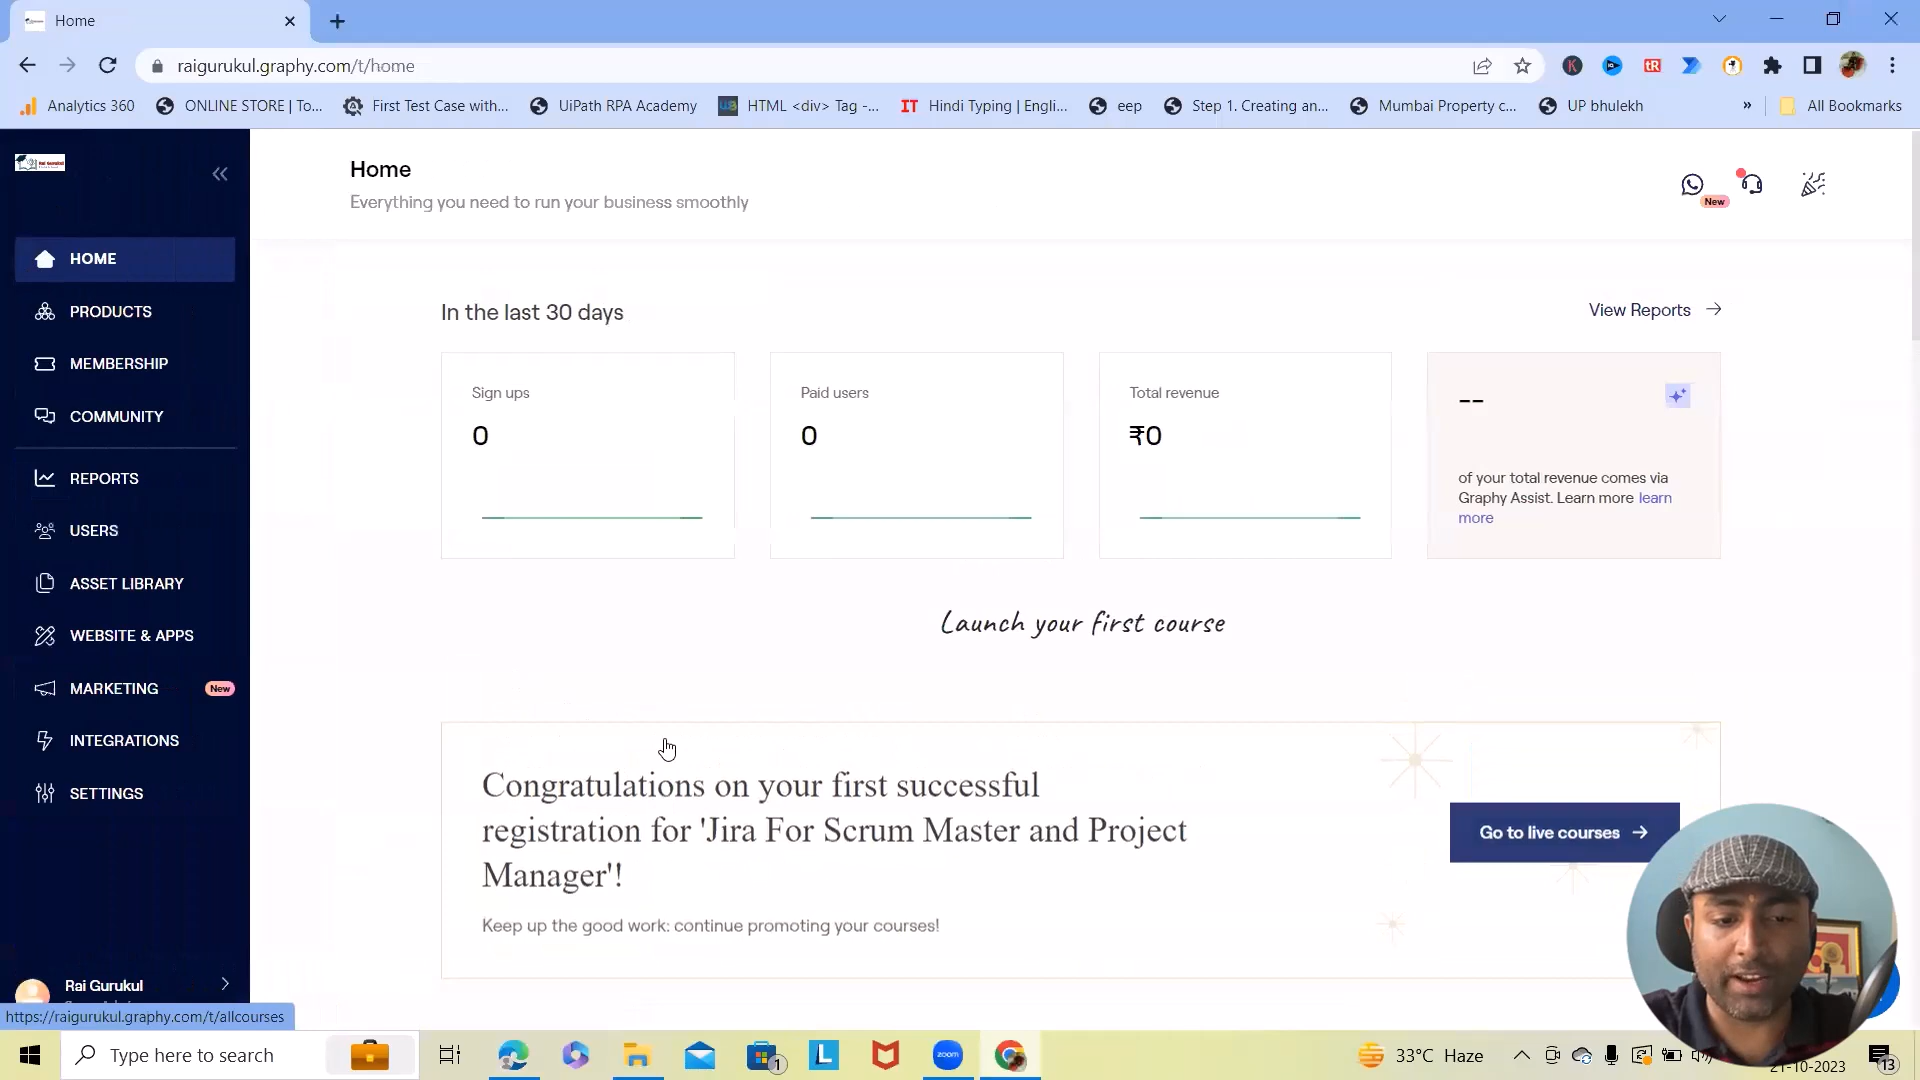 Home
raigurukul.graphy.com/t/home
Analytics 360
ONLINE STORE | To...
First Test Case with...
UiPath RPA Academy
HTML <div> Tag -...
Hindi Typing | Engli...
eep
Step 1. Creating an...
Mumbai Property c...
UP bhulekh
»
All Bookmarks
HOME
PRODUCTS
MEMBERSHIP
COMMUNITY
REPORTS
USERS
ASSET LIBRARY
WEBSITE & APPS
MARKETING New
INTEGRATIONS
SETTINGS
Rai Gurukul
https://raigurukul.graphy.com/t/allcourses
Home
Everything you need to run your business smoothly
New
In the last 30 days
View Reports
Sign ups
0
Paid users
0
Total revenue
₹0
--
of your total revenue comes via
Graphy Assist. Learn more learn
more
Launch your first course
Congratulations on your first successful
registration for 'Jira For Scrum Master and Project
Manager'!
Keep up the good work: continue promoting your courses!
Go to live courses
Type here to search
zoom
1
33°C Haze
21-10-2023
13